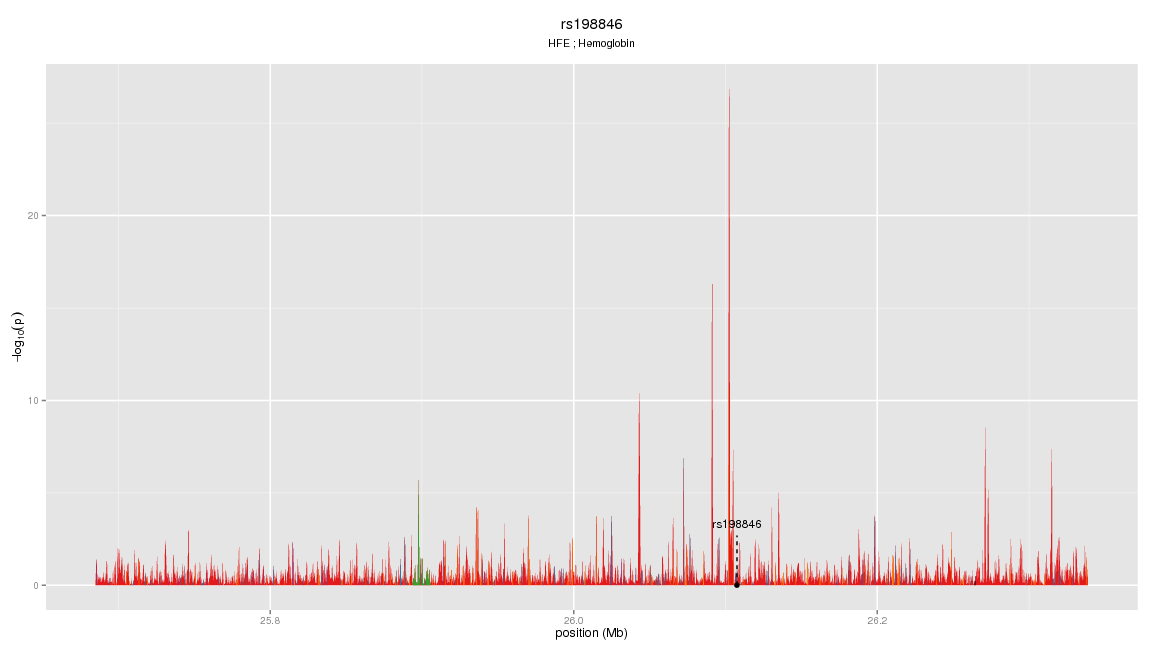 rs198846
HFE ; Hemoglobin
−log10(p)
20
10
0
rs198846
25.8
26.0
26.2
position (Mb)